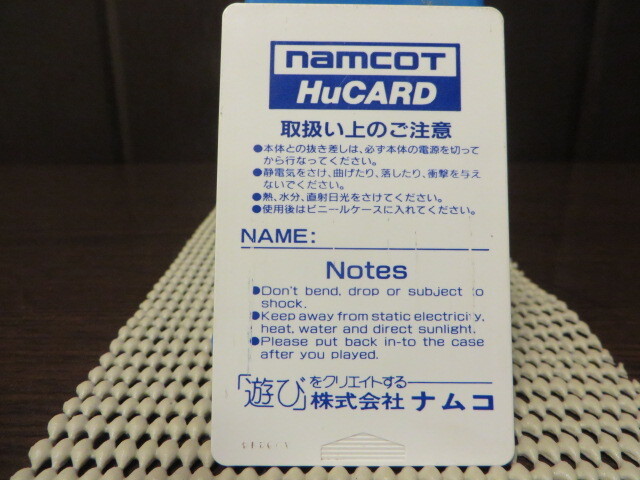 namcoT
HuCARD
取扱い上のご注意
●本体との抜き差しは、必ず本体の電源を切って
から行なってください。
●静電気をさけ、曲げたり、落したり、衝撃を与え
ないでください。
●熱、水分、直射日光をさけてください。
●使用後はビニールケースに入れてください。
NAME:
Notes
●Don't bend, drop or subject to
shock.
●Keep away from static electricity,
heat, water and direct sunlight.
●Please put back in-to the case
after you played.
「遊び」をクリエイトする
株式会社ナムコ